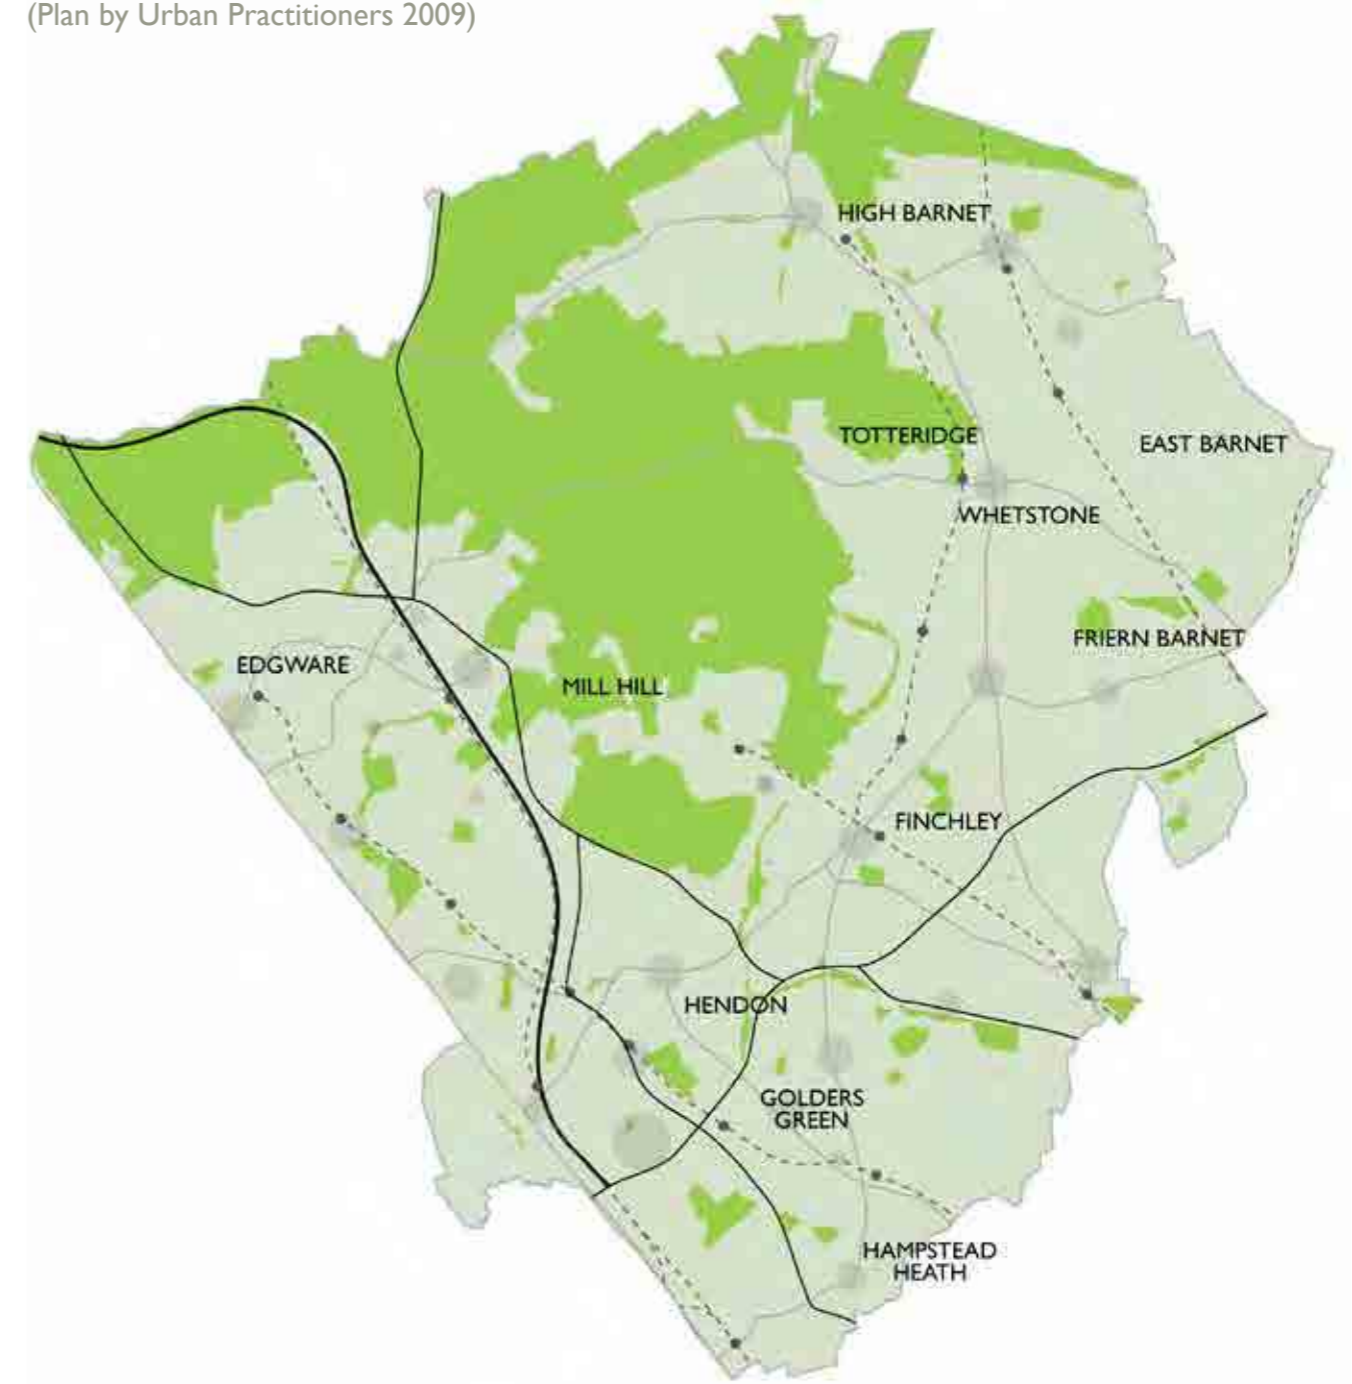 (Plan by Urban Practitioners 2009)
HIGH BARNET
TOTTERIDGE
EAST BARNET
WHETSTONE
FRIERN BARNET
EDGWARE
MILL HILL
FINCHLEY
HENDON
GOLDERS
GREEN
HAMPSTEAD
HEATH